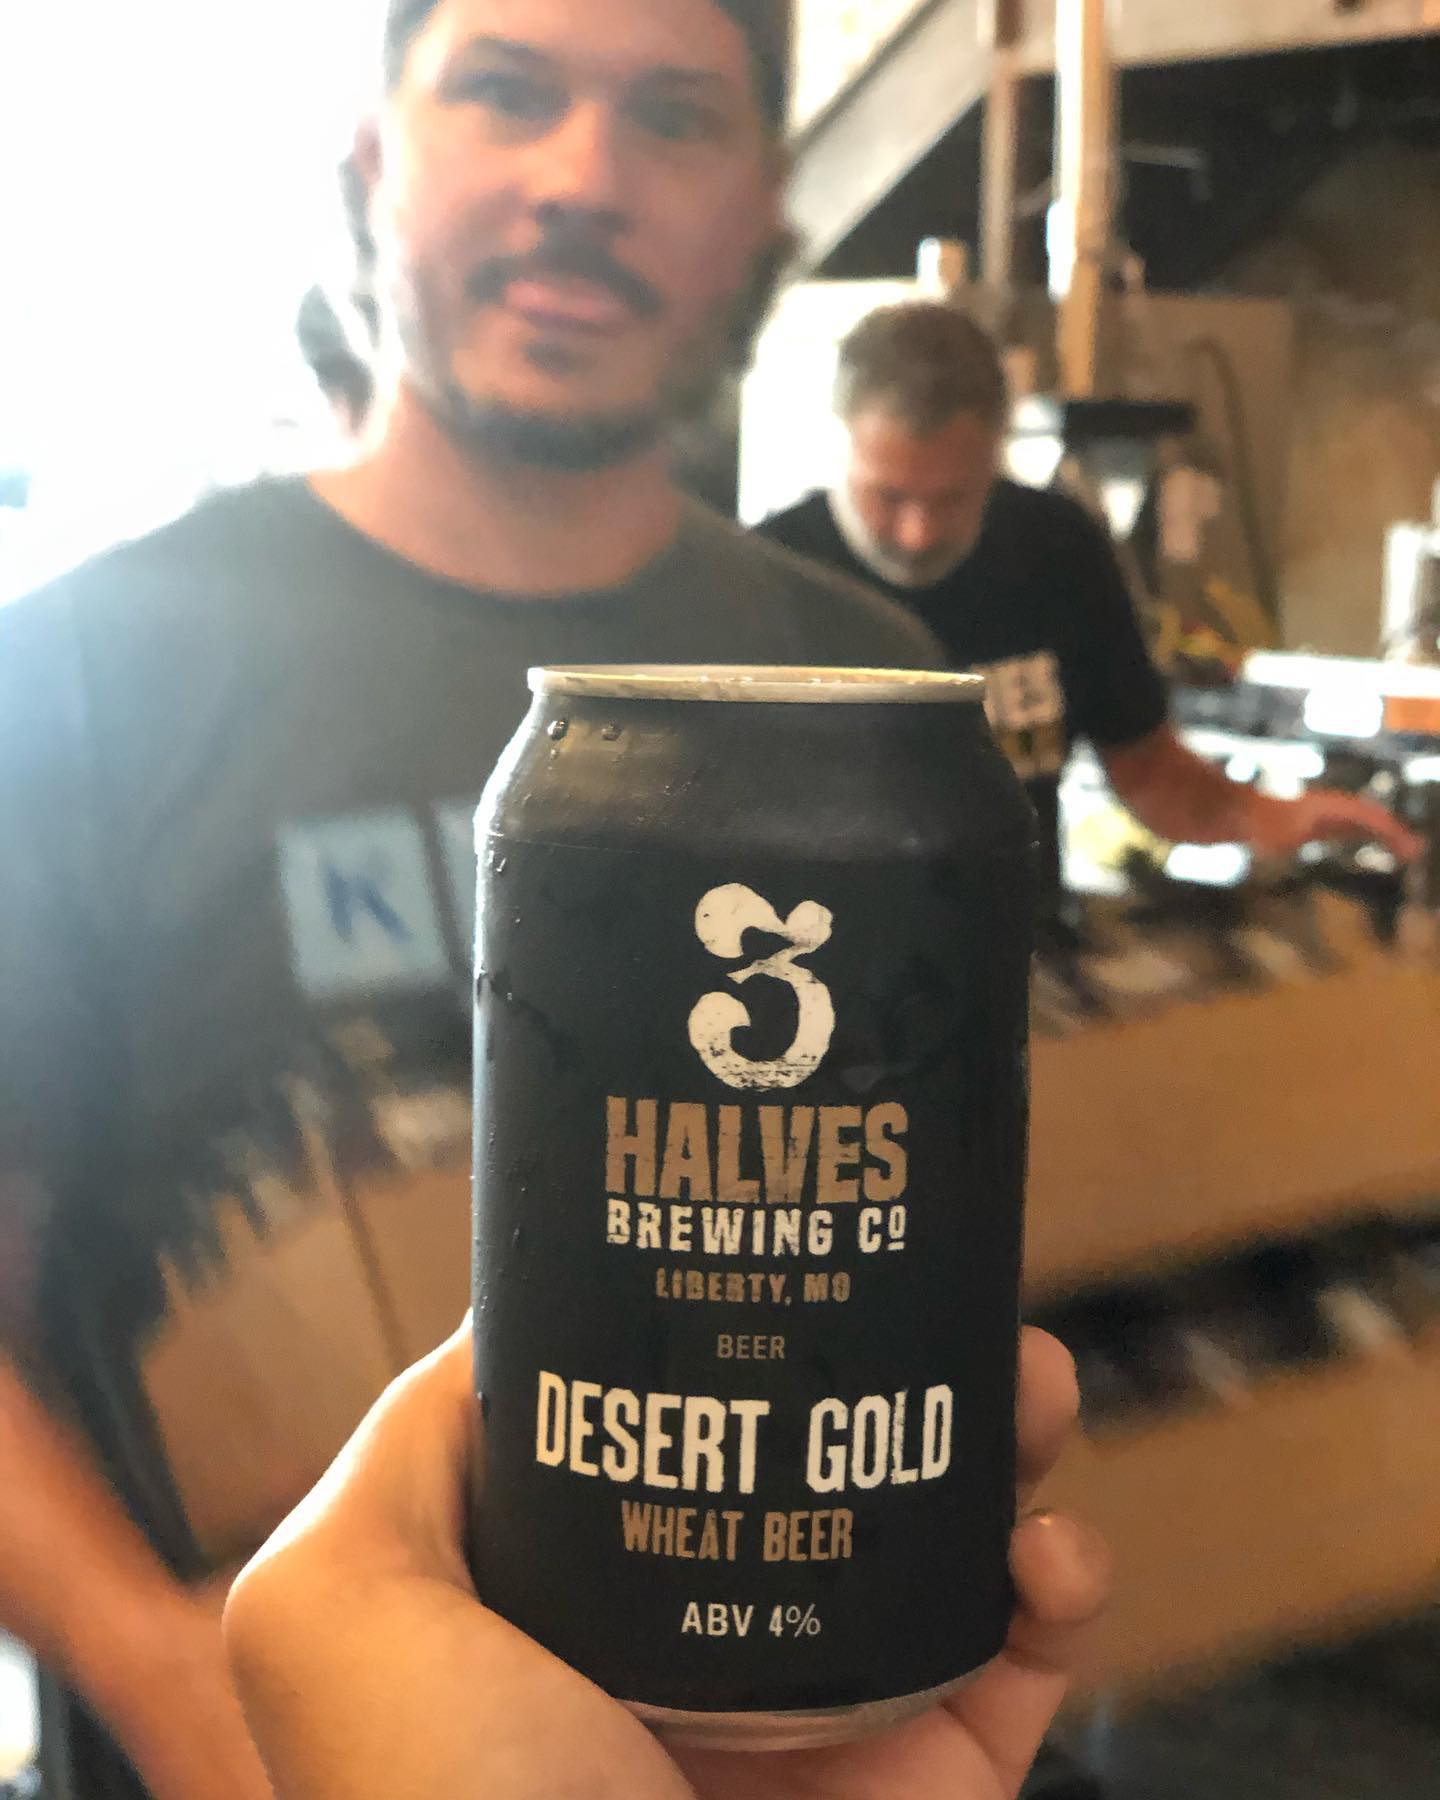 K
3
HALVES
BREWING CO
LIBERTY, MO
BEER
DESERT GOLD
WHEAT BEER
ABV 4%